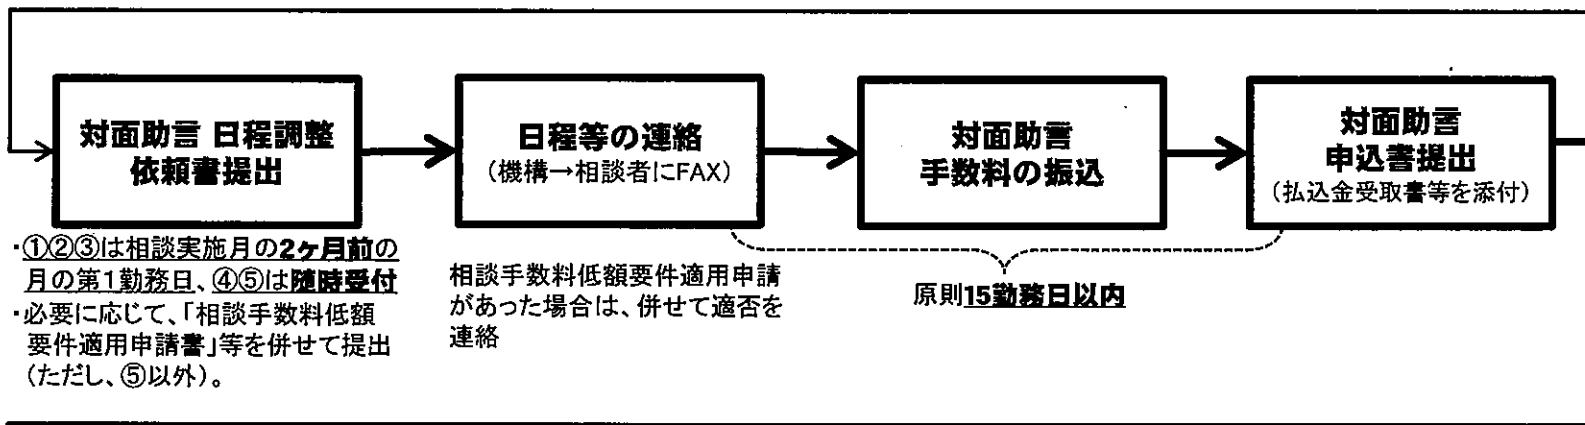 対面助言 日程調整
依頼書提出
日程等の連絡
(機構→相談者にFAX)
対面助言
手数料の振込
対面助言
申込書提出
(払込金受取書等を添付)
・①②③は相談実施月の2ヶ月前の
月の第1勤務日、④⑤は随時受付
・必要に応じて、「相談手数料低額
要件適用申請書」等を併せて提出
(ただし、⑤以外)。
相談手数料低額要件適用申請
があった場合は、併せて適否を
連絡
原則15勤務日以内